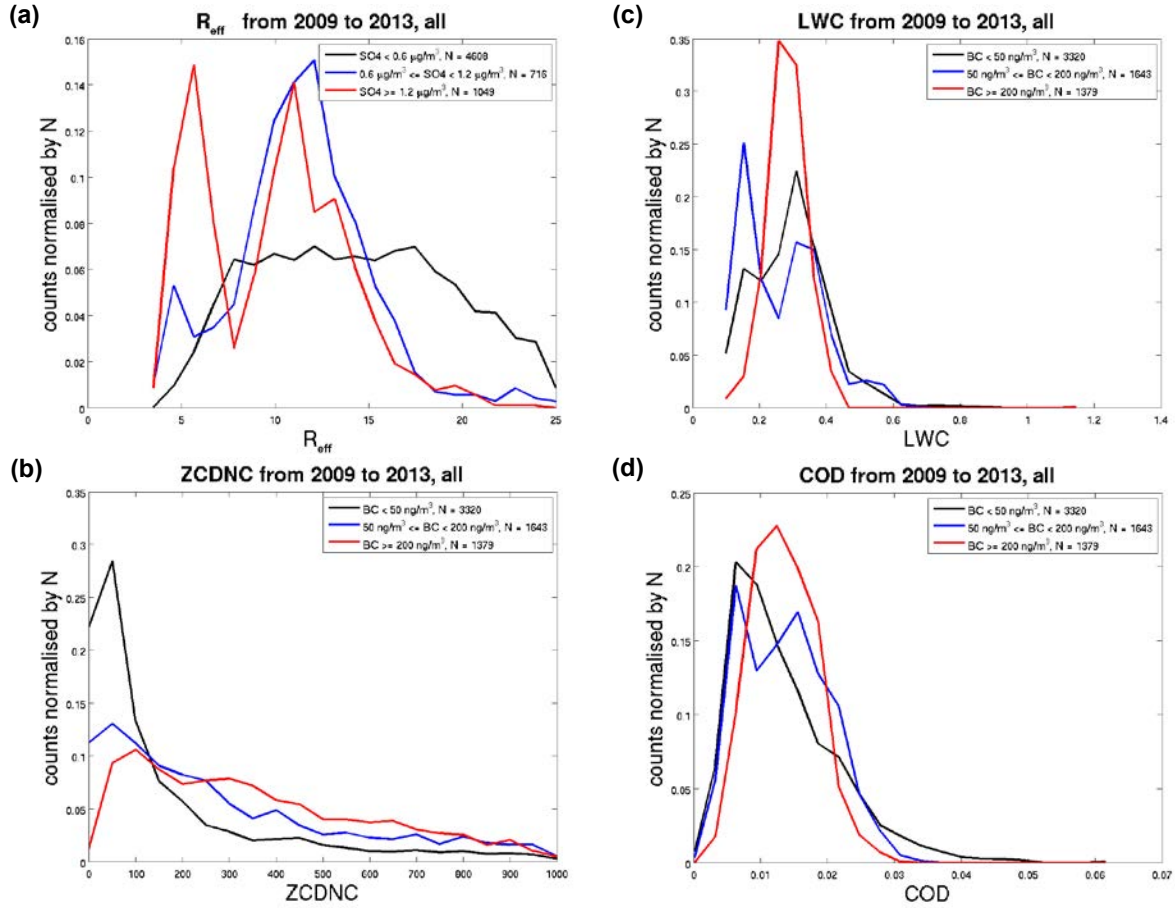 (a)
R_eff from 2009 to 2013, all
0.16
0.14
0.12
0.1
0.08
0.06
0.04
0.02
0
counts normalised by N
SO4 < 0.6 μg/m³, N = 4608
0.6 μg/m³ <= SO4 < 1.2 μg/m³, N = 716
SO4 >= 1.2 μg/m³, N = 1049
0 5 10 15 20 25
R_eff
(c)
LWC from 2009 to 2013, all
0.35
0.3
0.25
0.2
0.15
0.1
0.05
0
counts normalised by N
BC < 50 ng/m³, N = 3320
50 ng/m³ <= BC < 200 ng/m³, N = 1643
BC >= 200 ng/m³, N = 1379
0 0.2 0.4 0.6 0.8 1 1.2 1.4
LWC
(b)
ZCDNC from 2009 to 2013, all
0.35
0.3
0.25
0.2
0.15
0.1
0.05
0
counts normalised by N
BC < 50 ng/m³, N = 3320
50 ng/m³ <= BC < 200 ng/m³, N = 1643
BC >= 200 ng/m³, N = 1379
0 100 200 300 400 500 600 700 800 900 1000
ZCDNC
(d)
COD from 2009 to 2013, all
0.25
0.2
0.15
0.1
0.05
0
counts normalised by N
BC < 50 ng/m³, N = 3320
50 ng/m³ <= BC < 200 ng/m³, N = 1643
BC >= 200 ng/m³, N = 1379
0 0.01 0.02 0.03 0.04 0.05 0.06 0.07
COD